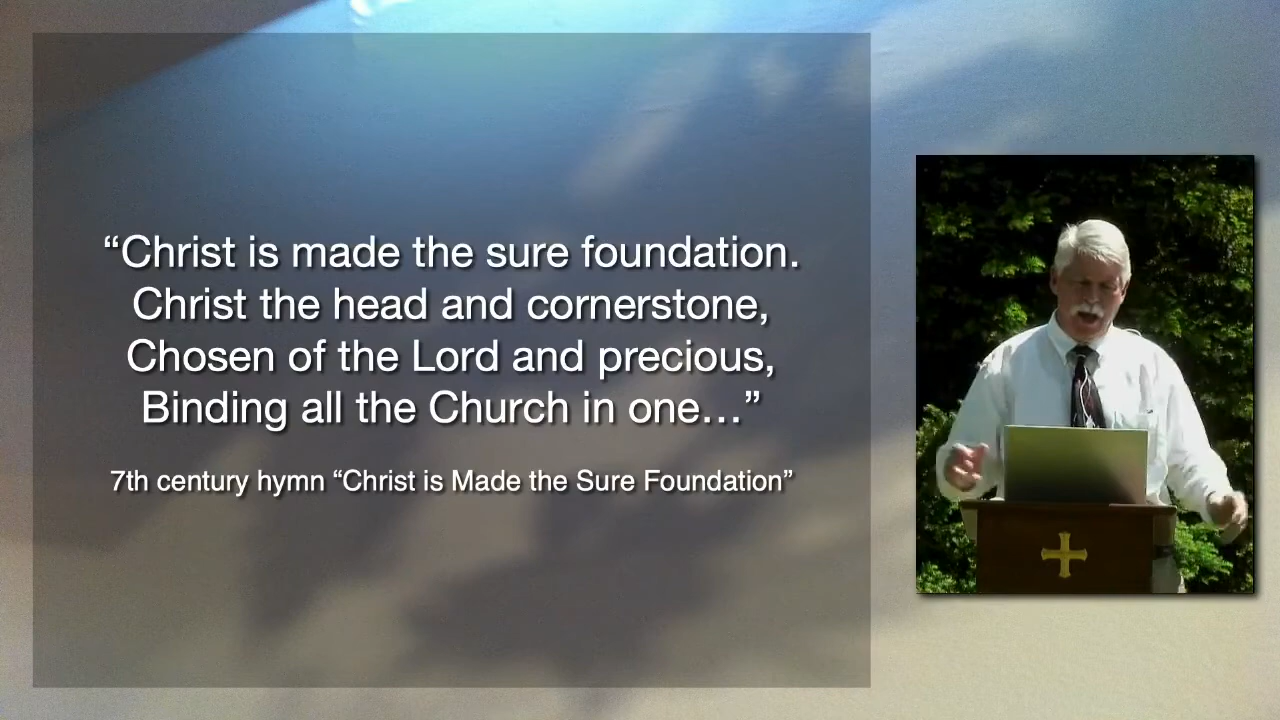 “Christ is made the sure foundation.
Christ the head and cornerstone,
Chosen of the Lord and precious,
Binding all the Church in one…”
7th century hymn “Christ is Made the Sure Foundation”